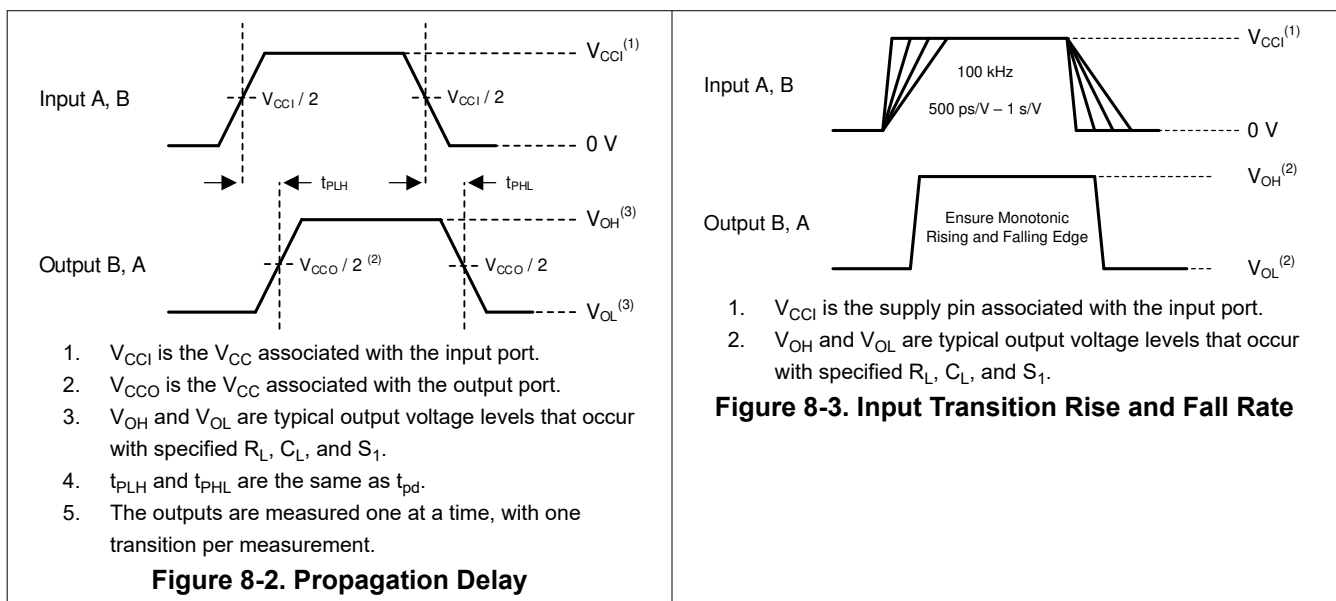 V_CCI (1)
Input A, B
V_CCI / 2
V_CCI / 2
0 V
t_PLH
t_PHL
V_OH (3)
Output B, A
V_CCO / 2 (2)
V_CCO / 2
V_OL (3)
1. V_CCI is the V_CC associated with the input port.
2. V_CCO is the V_CC associated with the output port.
3. V_OH and V_OL are typical output voltage levels that occur
with specified R_L, C_L, and S_1.
4. t_PLH and t_PHL are the same as t_pd.
5. The outputs are measured one at a time, with one
transition per measurement.
Figure 8-2. Propagation Delay
V_CCI (1)
100 kHz
Input A, B
500 ps/V – 1 s/V
0 V
V_OH (2)
Output B, A
Ensure Monotonic
Rising and Falling Edge
V_OL (2)
1. V_CCI is the supply pin associated with the input port.
2. V_OH and V_OL are typical output voltage levels that occur
with specified R_L, C_L, and S_1.
Figure 8-3. Input Transition Rise and Fall Rate